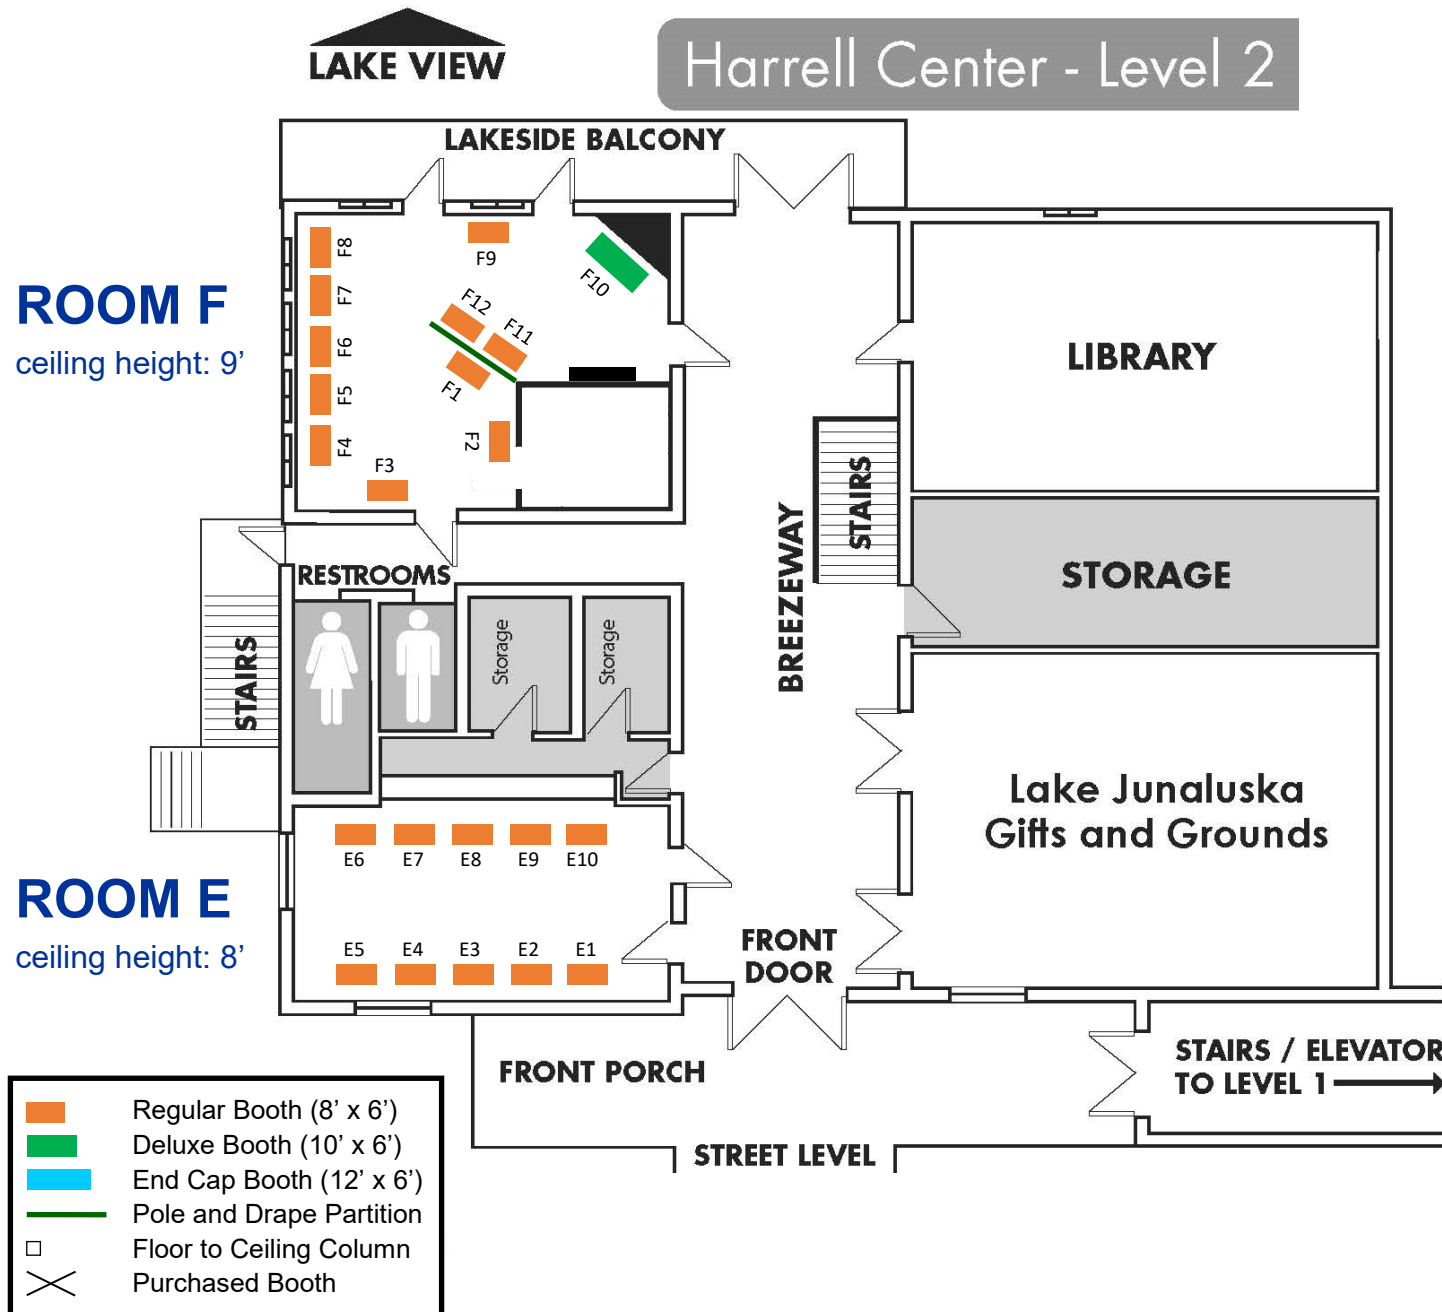 LAKE VIEW
Harrell Center - Level 2
LAKESIDE BALCONY
ROOM F
ceiling height: 9’
F8
F7
F6
F5
F4
F3
F9
F10
F12
F11
F1
F2
LIBRARY
STAIRS
BREEZEWAY
STORAGE
RESTROOMS
STAIRS
Storage
Storage
Lake Junaluska
Gifts and Grounds
ROOM E
ceiling height: 8’
E6
E7
E8
E9
E10
E5
E4
E3
E2
E1
FRONT
DOOR
FRONT PORCH
STAIRS / ELEVATOR
TO LEVEL 1
STREET LEVEL
Regular Booth (8’ x 6’)
Deluxe Booth (10’ x 6’)
End Cap Booth (12’ x 6’)
Pole and Drape Partition
Floor to Ceiling Column
Purchased Booth